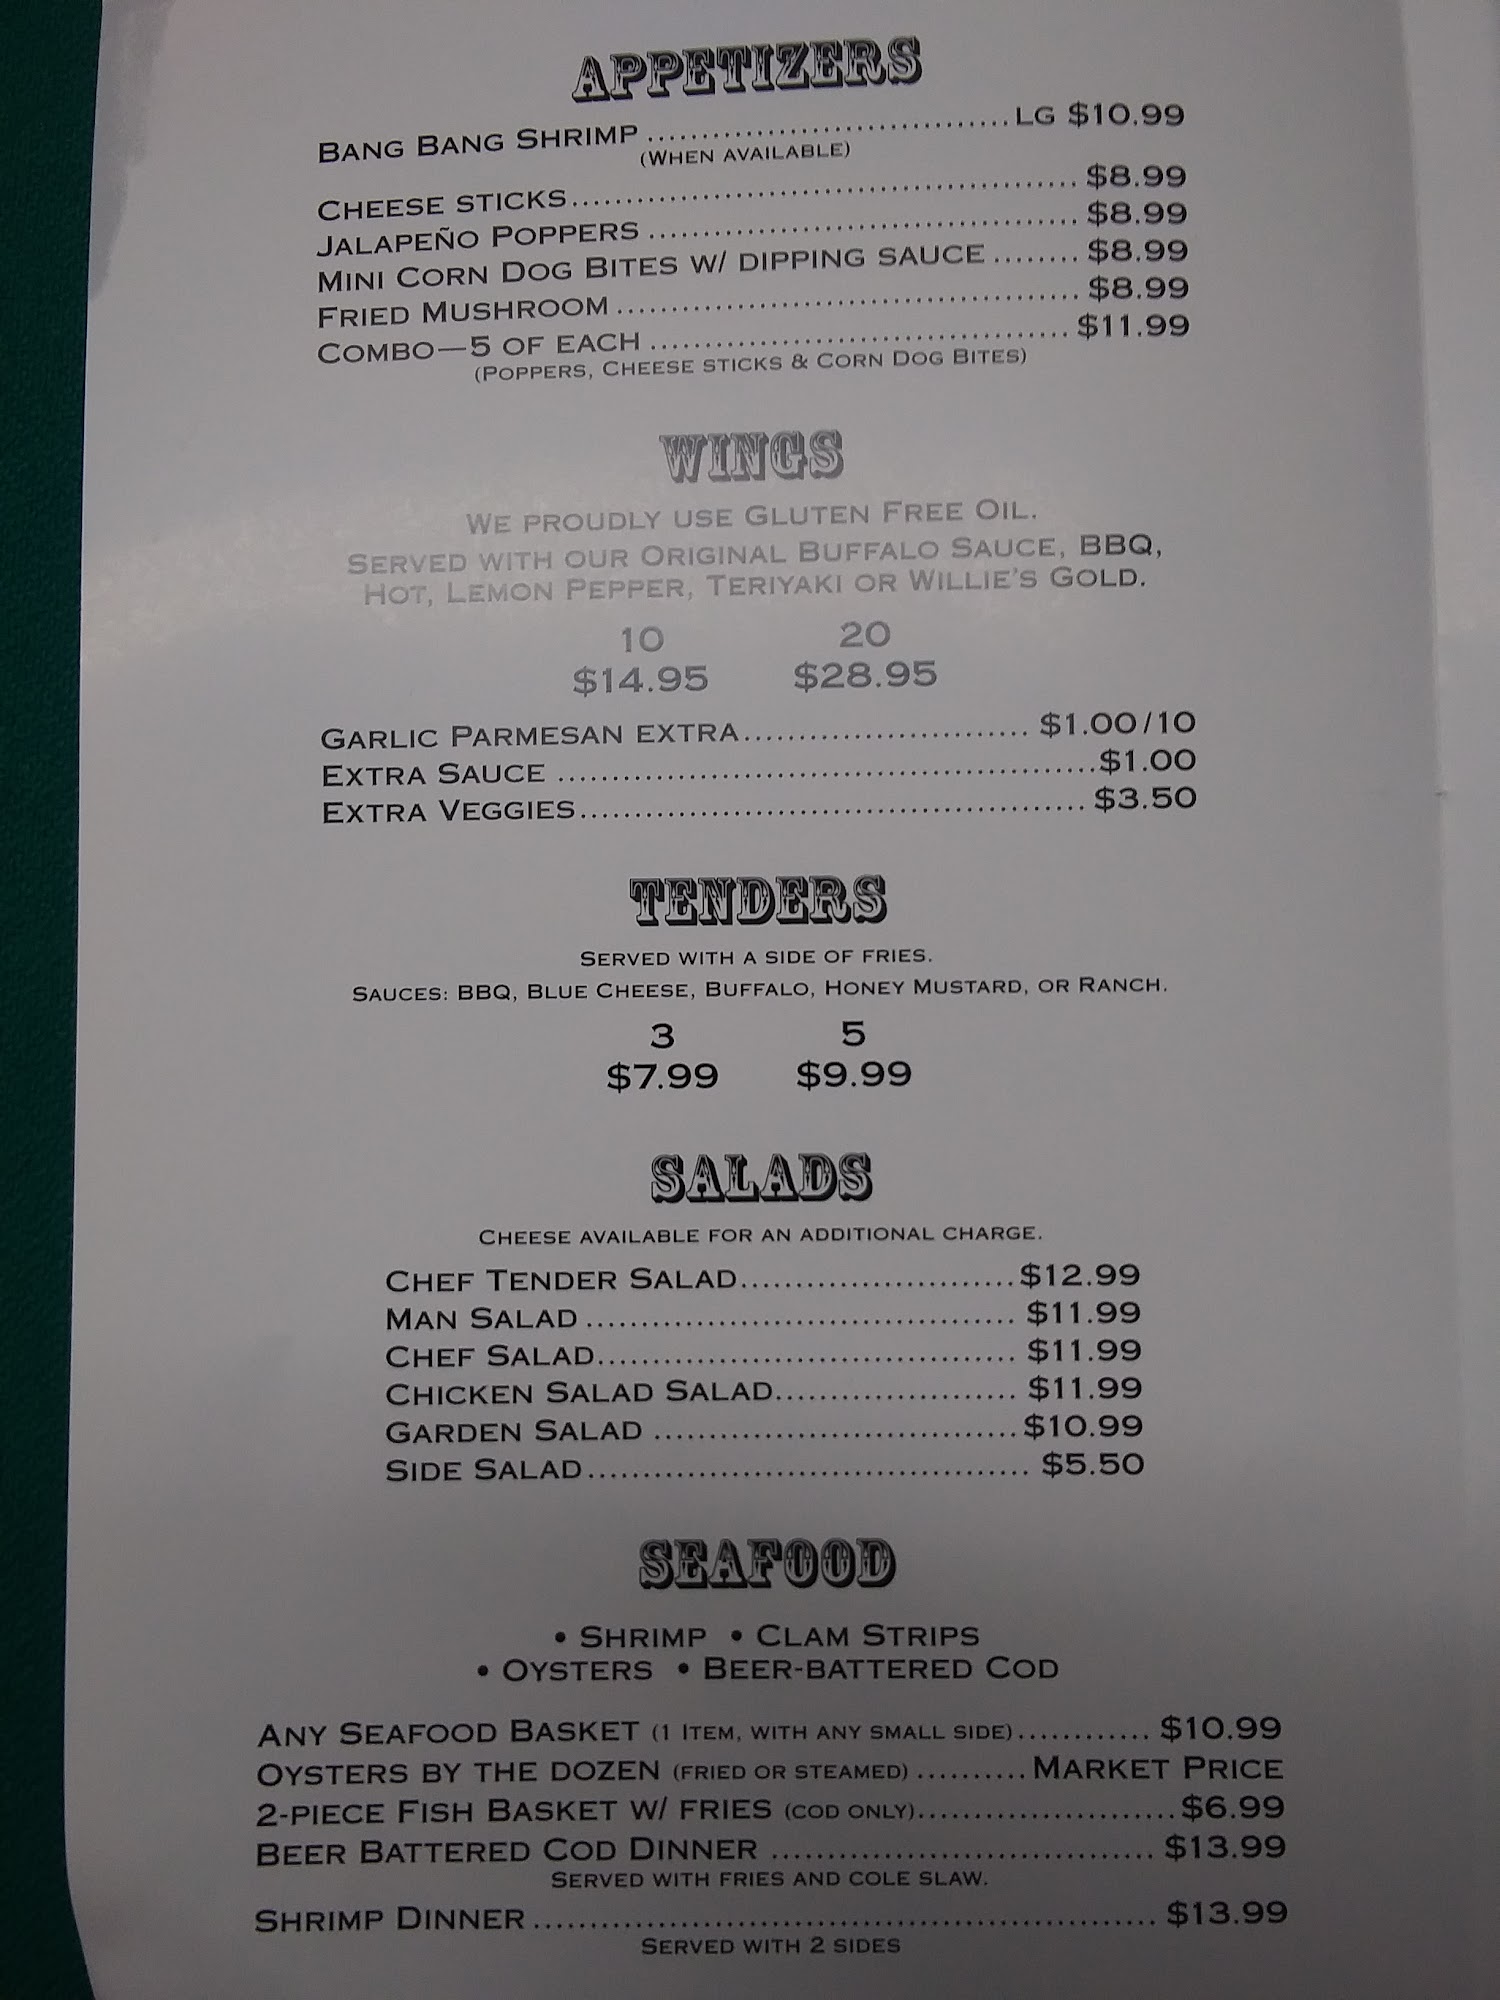 APPETIZERS
BANG BANG SHRIMP ................................. LG $10.99
(WHEN AVAILABLE)
CHEESE STICKS............................................... $8.99
JALAPEÑO POPPERS ....................................... $8.99
MINI CORN DOG BITES W/ DIPPING SAUCE ........ $8.99
FRIED MUSHROOM .......................................... $8.99
COMBO—5 OF EACH ...................................... $11.99
(POPPERS, CHEESE STICKS & CORN DOG BITES)
WINGS
WE PROUDLY USE GLUTEN FREE OIL.
SERVED WITH OUR ORIGINAL BUFFALO SAUCE, BBQ,
HOT, LEMON PEPPER, TERIYAKI OR WILLIE'S GOLD.
10 20
$14.95 $28.95
GARLIC PARMESAN EXTRA.......................... $1.00/10
EXTRA SAUCE .................................................$1.00
EXTRA VEGGIES.............................................. $3.50
TENDERS
SERVED WITH A SIDE OF FRIES.
SAUCES: BBQ, BLUE CHEESE, BUFFALO, HONEY MUSTARD, OR RANCH.
3 5
$7.99 $9.99
SALADS
CHEESE AVAILABLE FOR AN ADDITIONAL CHARGE.
CHEF TENDER SALAD.........................$12.99
MAN SALAD ....................................... $11.99
CHEF SALAD...................................... $11.99
CHICKEN SALAD SALAD...................... $11.99
GARDEN SALAD .................................$10.99
SIDE SALAD........................................ $5.50
SEAFOOD
• SHRIMP • CLAM STRIPS
• OYSTERS • BEER-BATTERED COD
ANY SEAFOOD BASKET (1 ITEM, WITH ANY SMALL SIDE)............ $10.99
OYSTERS BY THE DOZEN (FRIED OR STEAMED) .......... MARKET PRICE
2-PIECE FISH BASKET W/ FRIES (COD ONLY).......................$6.99
BEER BATTERED COD DINNER ................................... $13.99
SERVED WITH FRIES AND COLE SLAW.
SHRIMP DINNER ......................................................... $13.99
SERVED WITH 2 SIDES